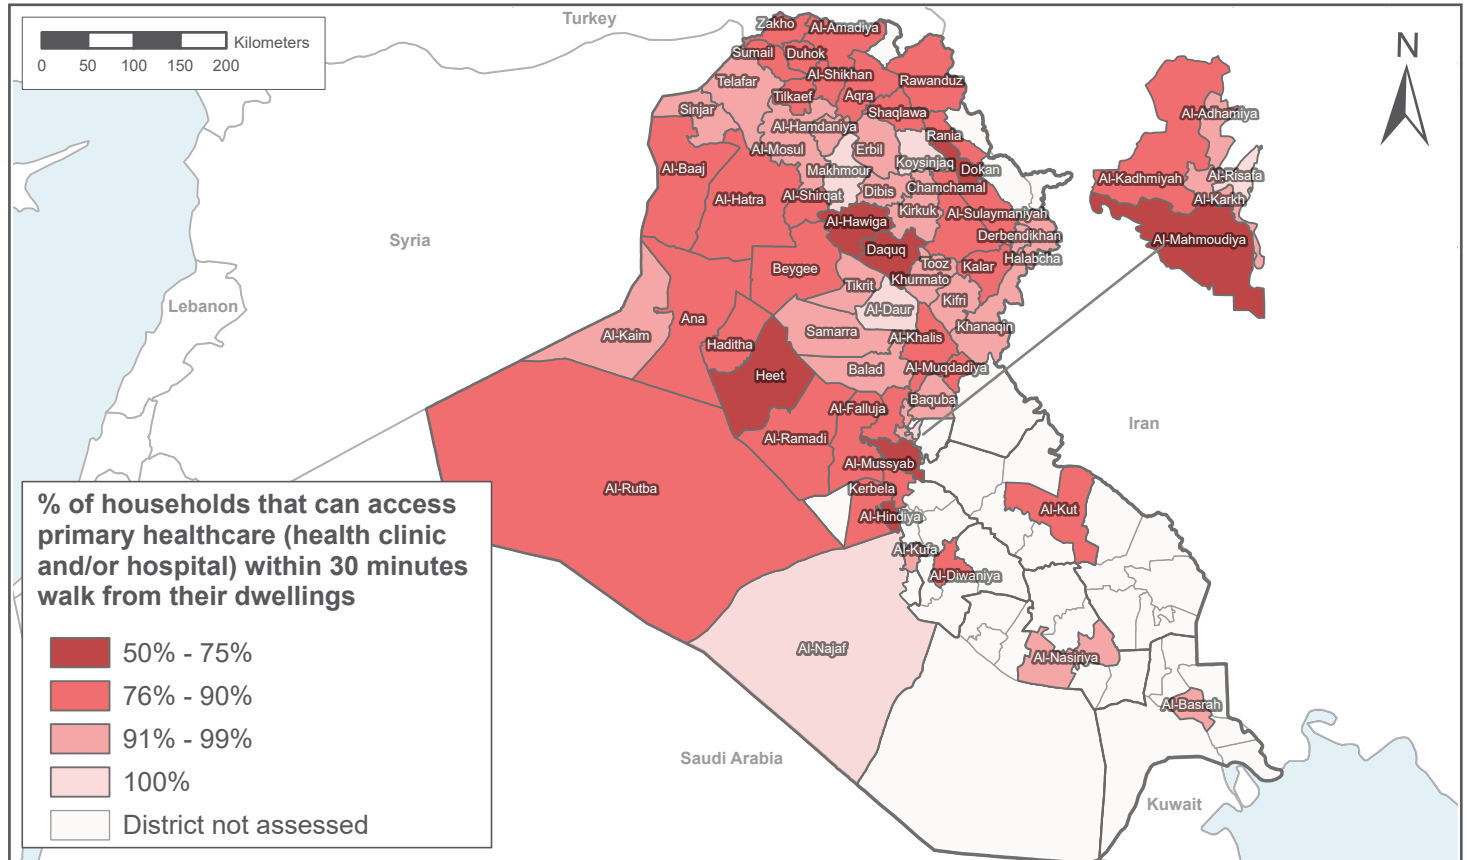 Turkey
Kilometers
0 50 100 150 200
N
Zakho
Al-Amadiya
Sumail
Duhok
Al-Shikhan
Rawanduz
Telafar
Tilkaef
Aqra
Sinjar
Shaqlawa
Al-Hamdaniya
Rania
Al-Mosul
Erbil
Koysinjaq
Al-Baaj
Makhmour
Dokan
Al-Hatra
Al-Shirqat
Dibis
Chamchamal
Kirkuk
Al-Sulaymaniyah
Al-Hawiga
Derbendikhan
Daquq
Halabcha
Beygee
Tooz
Khurmato
Kalar
Tikrit
Kifri
Al-Daur
Ana
Khanaqin
Al-Kaim
Samarra
Al-Khalis
Haditha
Heet
Balad
Al-Muqdadiya
Baquba
Al-Falluja
Al-Ramadi
Al-Mussyab
Al-Rutba
Kerbela
Al-Hindiya
Al-Kut
Al-Kufa
Al-Diwaniya
Al-Najaf
Al-Nasiriya
Al-Basrah
Al-Adhamiya
Al-Kadhmiyah
Al-Risafa
Al-Karkh
Al-Mahmoudiya
Syria
Lebanon
Iran
Saudi Arabia
Kuwait
% of households that can access
primary healthcare (health clinic
and/or hospital) within 30 minutes
walk from their dwellings
50% - 75%
76% - 90%
91% - 99%
100%
District not assessed